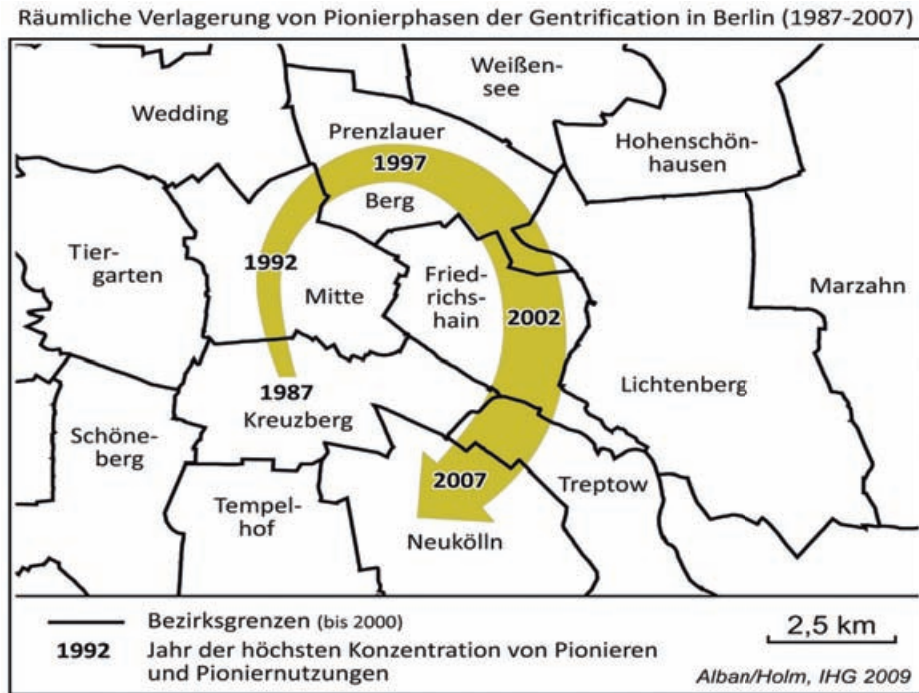 Räumliche Verlagerung von Pionierphasen der Gentrification in Berlin (1987-2007)
Weißen-
see
Wedding
Prenzlauer
Hohenschön-
hausen
1997
Berg
Tier-
garten
1992
Mitte
Fried-
richs-
hain
Marzahn
2002
1987
Kreuzberg
Lichtenberg
Schöne-
berg
2007
Treptow
Tempel-
hof
Neukölln
Bezirksgrenzen (bis 2000)
1992 Jahr der höchsten Konzentration von Pionieren
und Pioniernutzungen
2,5 km
Alban/Holm, IHG 2009